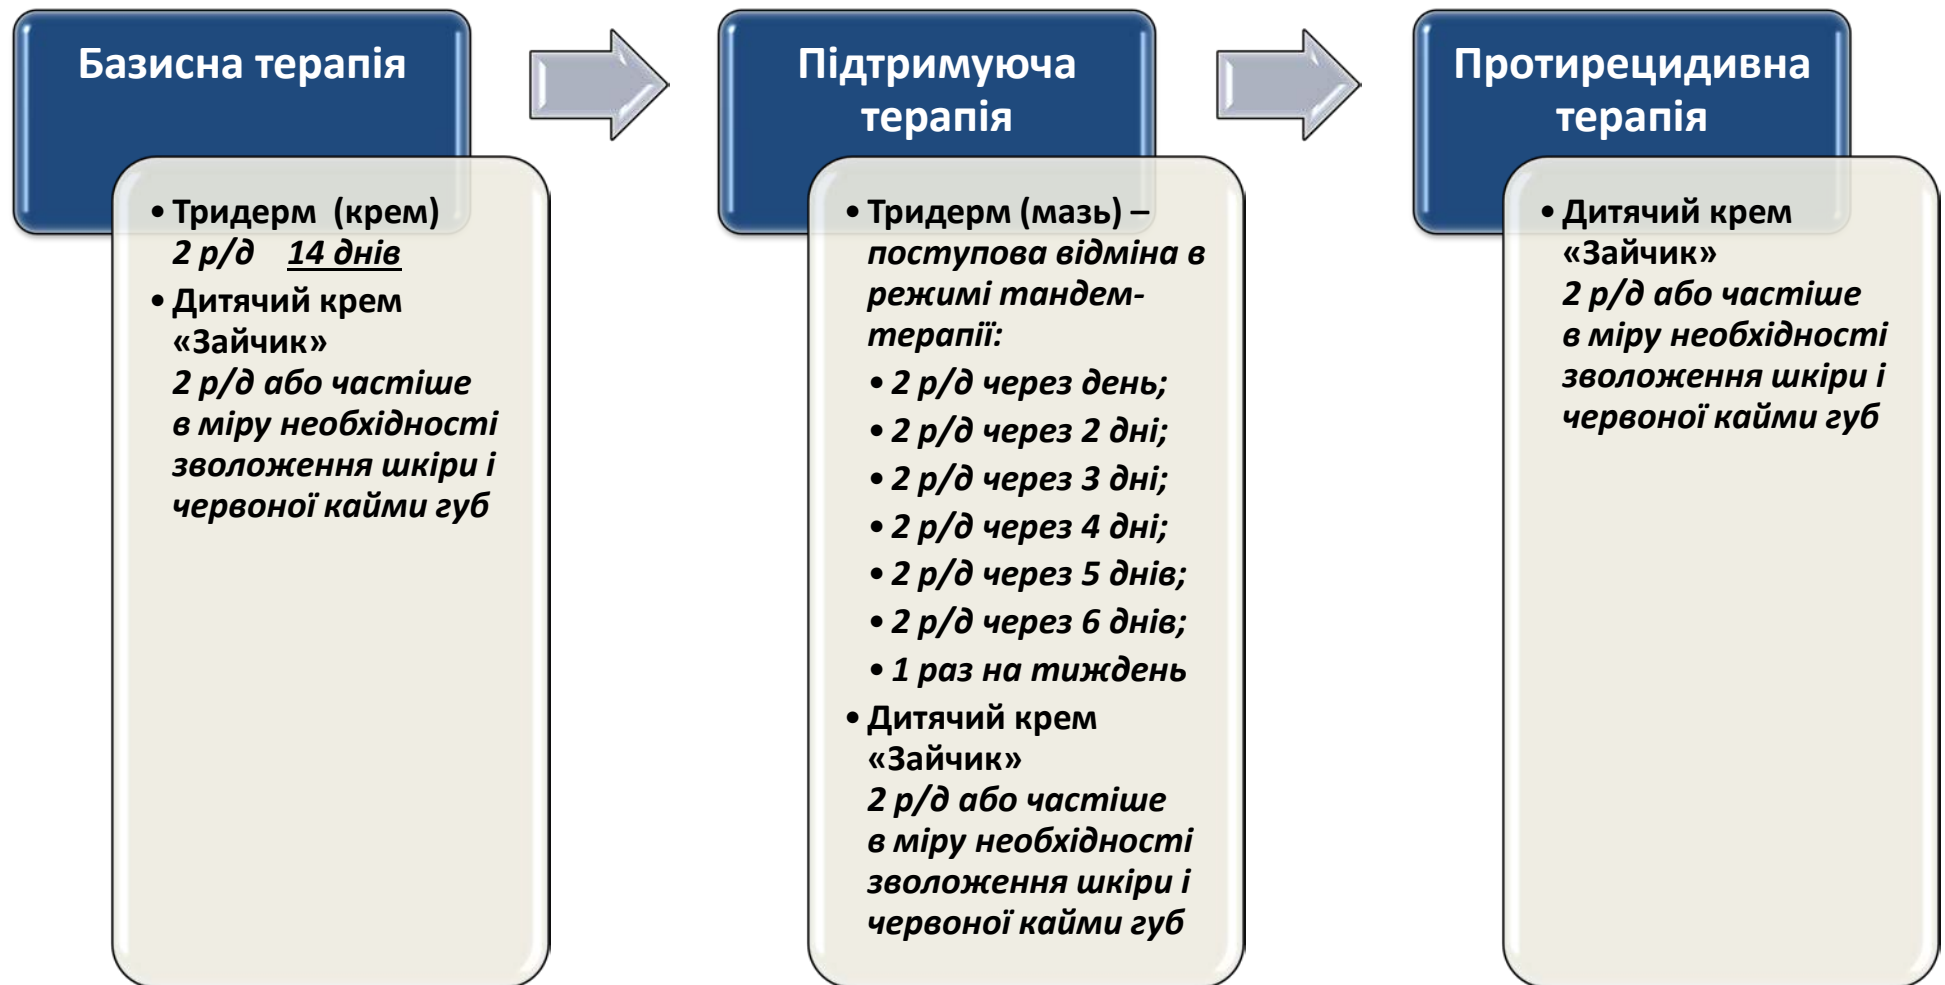 Базисна терапія
• Тридерм (крем)
2 р/д 14 днів
• Дитячий крем
«Зайчик»
2 р/д або частіше
в міру необхідності
зволоження шкіри і
червоної кайми губ
Підтримуюча
терапія
• Тридерм (мазь) –
поступова відміна в
режимі тандем-
терапії:
• 2 р/д через день;
• 2 р/д через 2 дні;
• 2 р/д через 3 дні;
• 2 р/д через 4 дні;
• 2 р/д через 5 днів;
• 2 р/д через 6 днів;
• 1 раз на тиждень
• Дитячий крем
«Зайчик»
2 р/д або частіше
в міру необхідності
зволоження шкіри і
червоної кайми губ
Протирецидивна
терапія
• Дитячий крем
«Зайчик»
2 р/д або частіше
в міру необхідності
зволоження шкіри і
червоної кайми губ